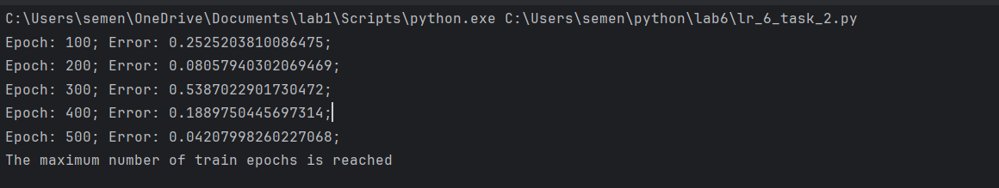 C:\Users\semen\OneDrive\Documents\lab1\Scripts\python.exe C:\Users\semen\python\lab6\lr_6_task_2.py
Epoch: 100; Error: 0.2525203810086475;
Epoch: 200; Error: 0.08057940302069469;
Epoch: 300; Error: 0.5387022901730472;
Epoch: 400; Error: 0.1889750445697314;
Epoch: 500; Error: 0.04207998260227068;
The maximum number of train epochs is reached